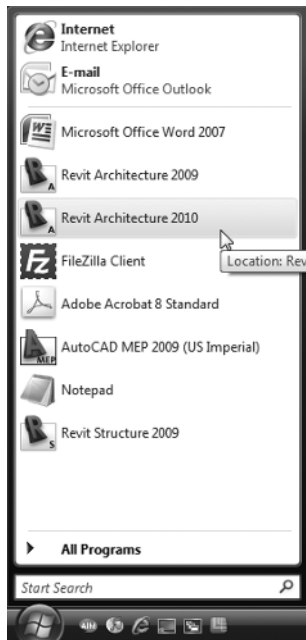 Internet
Internet Explorer
E-mail
Microsoft Office Outlook
Microsoft Office Word 2007
Revit Architecture 2009
Revit Architecture 2010
FileZilla Client
Location: Rev
Adobe Acrobat 8 Standard
AutoCAD MEP 2009 (US Imperial)
MEP
Notepad
Revit Structure 2009
All Programs
Start Search